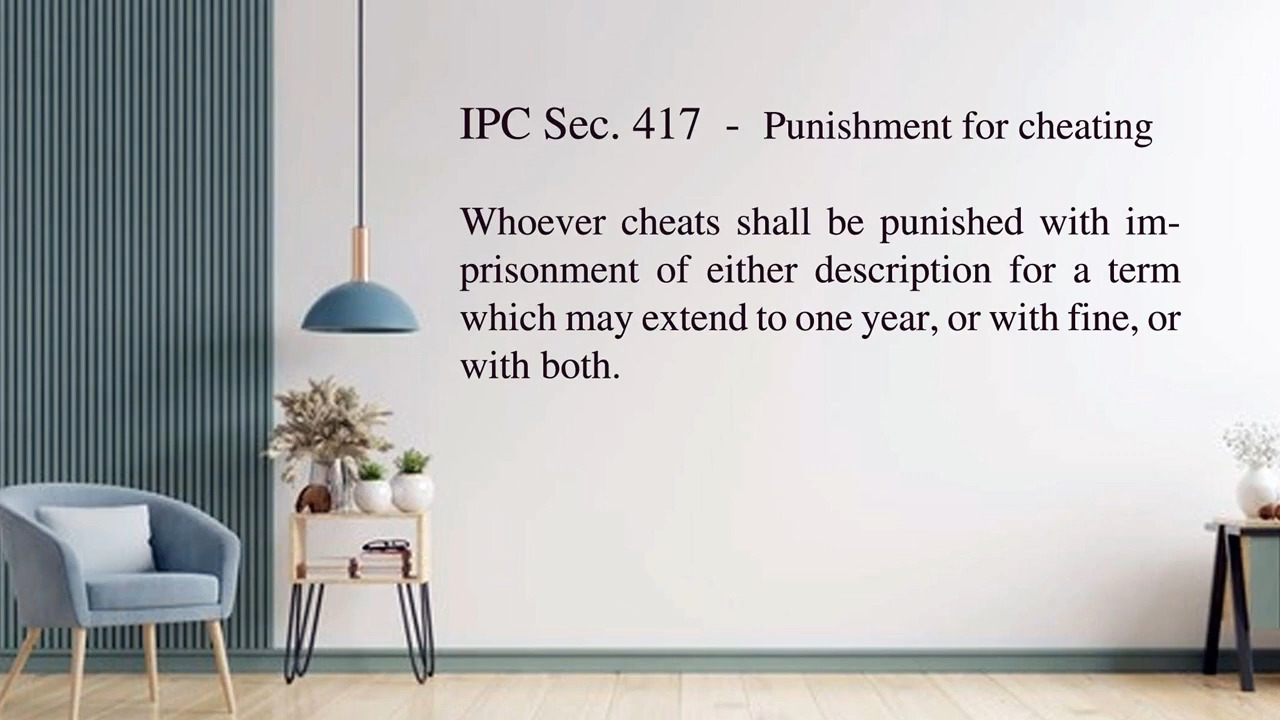 IPC Sec. 417 - Punishment for cheating
Whoever cheats shall be punished with im-
prisonment of either description for a term
which may extend to one year, or with fine, or
with both.